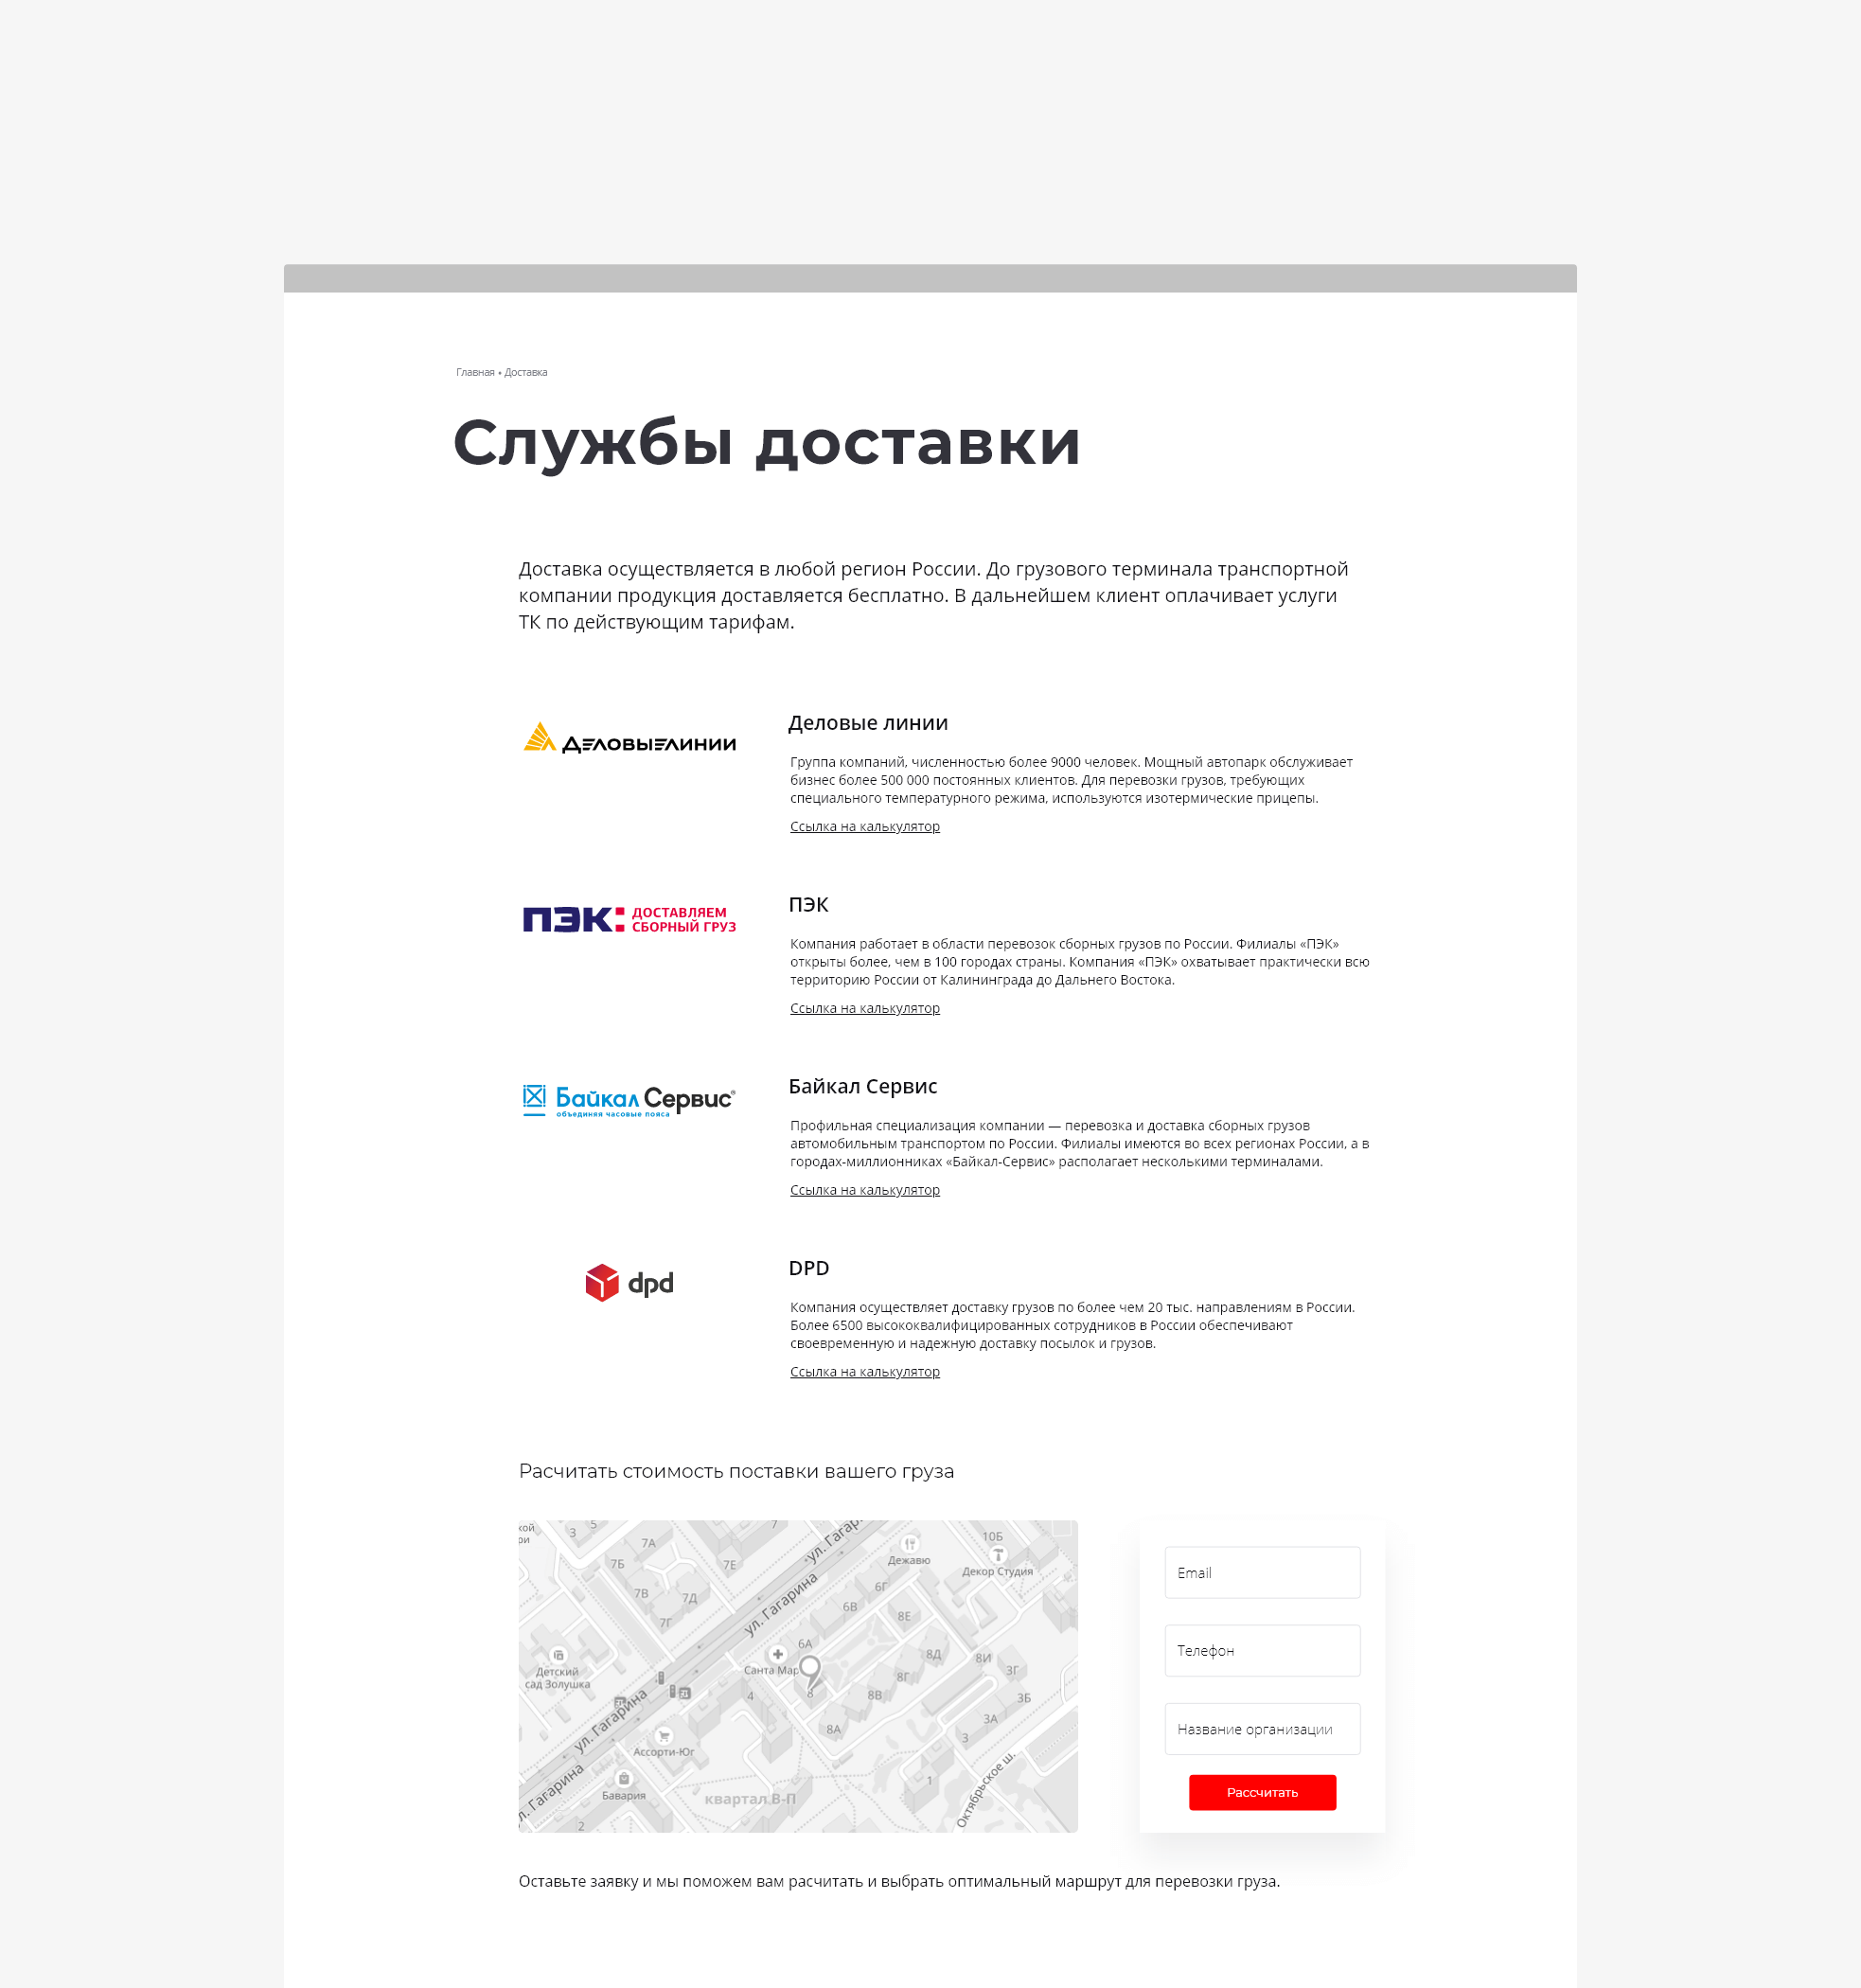 Главная • Доставка
Службы доставки
Доставка осуществляется в любой регион России. До грузового терминала транспортной
компании продукция доставляется бесплатно. В дальнейшем клиент оплачивает услуги
ТК по действующим тарифам.
ДЕЛОВЫЕЛИНИИ
Деловые линии
Группа компаний, численностью более 9000 человек. Мощный автопарк обслуживает
бизнес более 500 000 постоянных клиентов. Для перевозки грузов, требующих
специального температурного режима, используются изотермические прицепы.
Ссылка на калькулятор
ПЭК: ДОСТАВЛЯЕМ
СБОРНЫЙ ГРУЗ
ПЭК
Компания работает в области перевозок сборных грузов по России. Филиалы «ПЭК»
открыты более, чем в 100 городах страны. Компания «ПЭК» охватывает практически всю
территорию России от Калининграда до Дальнего Востока.
Ссылка на калькулятор
Байкал Сервис®
объединяя часовые пояса
Байкал Сервис
Профильная специализация компании — перевозка и доставка сборных грузов
автомобильным транспортом по России. Филиалы имеются во всех регионах России, а в
городах-миллионниках «Байкал-Сервис» располагает несколькими терминалами.
Ссылка на калькулятор
dpd
DPD
Компания осуществляет доставку грузов по более чем 20 тыс. направлениям в России.
Более 6500 высококвалифицированных сотрудников в России обеспечивают
своевременную и надежную доставку посылок и грузов.
Ссылка на калькулятор
Расчитать стоимость поставки вашего груза
кой
ри
3
5
7А
7
ул. Гагар
10Б
7Б
7Е
Дежавю
Декор Студия
7В
7Д
ул. Гагарина
6Г
7Г
6В
8Е
6А
8Д
8И
Детский
сад Золушка
Санта Мар
8Г
3Г
4
8
8В
3Б
ул. Гагарина
8А
3А
3
Ассорти-Юг
Октябрьское ш.
1
Бавария
квартал В-П
л. Гагарина
2
Email
Телефон
Название организации
Рассчитать
Оставьте заявку и мы поможем вам расчитать и выбрать оптимальный маршрут для перевозки груза.